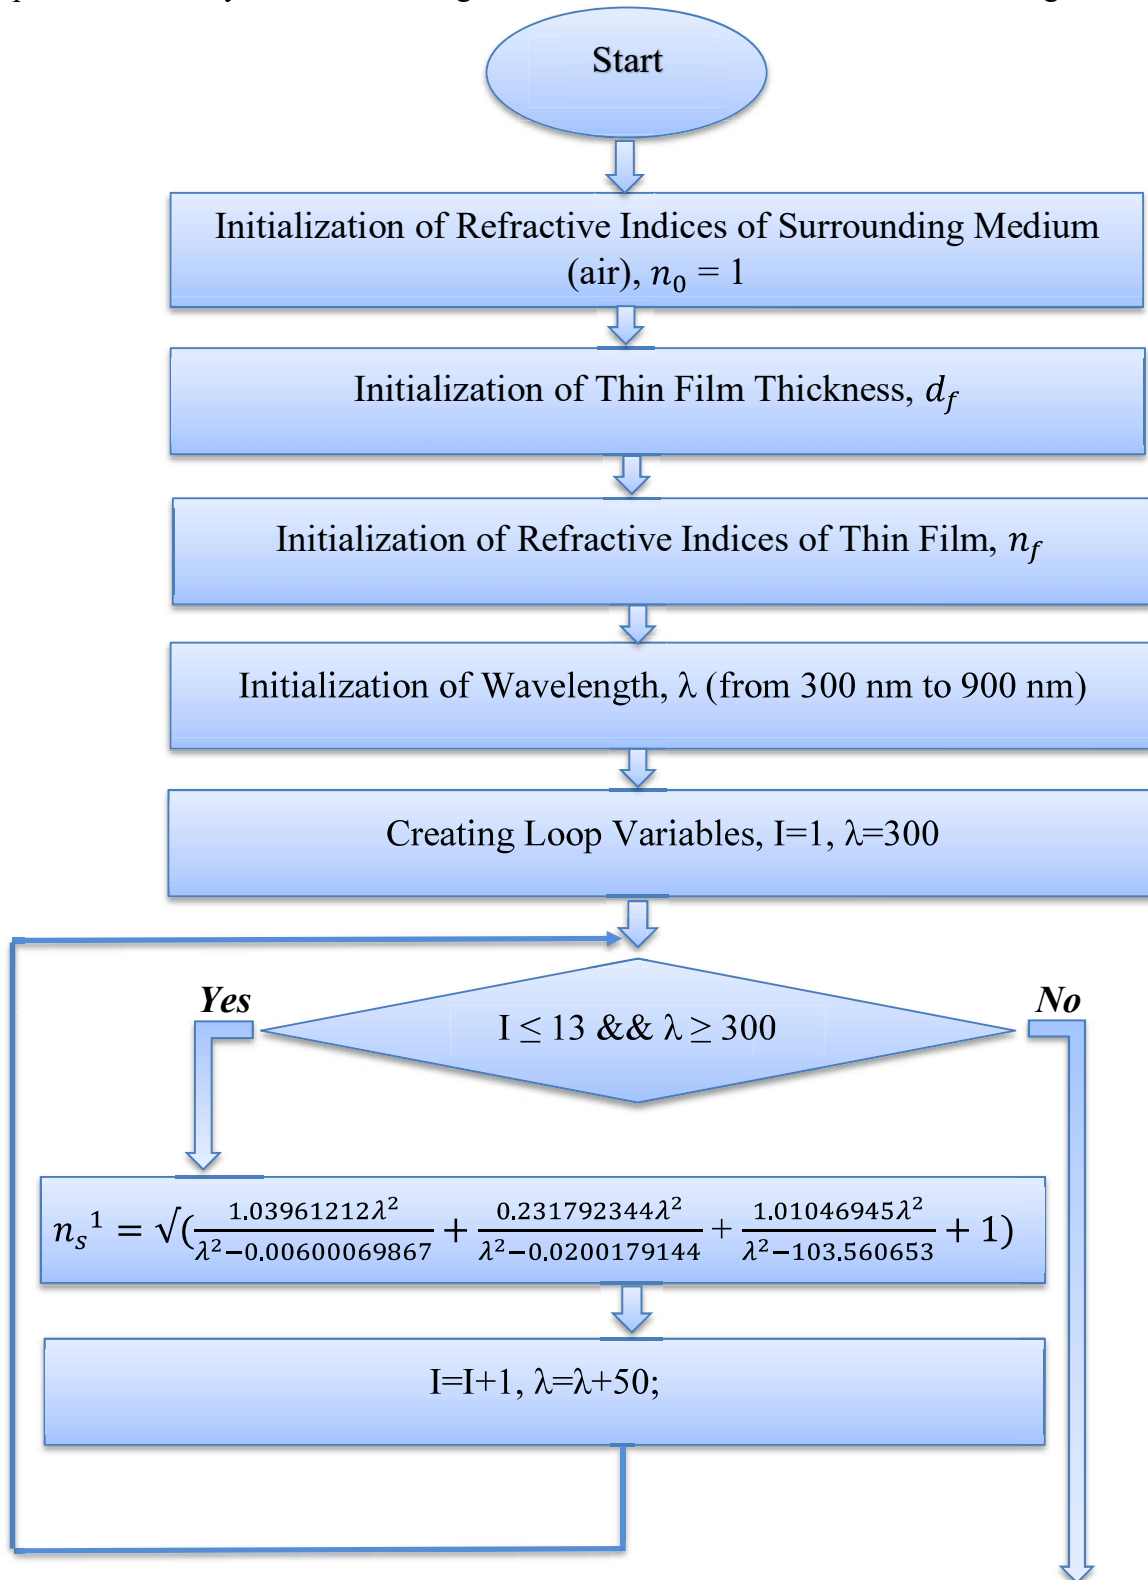 Start
Initialization of Refractive Indices of Surrounding Medium
(air), n₀ = 1
Initialization of Thin Film Thickness, d_f
Initialization of Refractive Indices of Thin Film, n_f
Initialization of Wavelength, λ (from 300 nm to 900 nm)
Creating Loop Variables, I=1, λ=300
Yes
No
I ≤ 13 && λ ≥ 300
n_s¹ = √(1.03961212λ²/λ²−0.00600069867 + 0.231792344λ²/λ²−0.0200179144 + 1.01046945λ²/λ²−103.560653 + 1)
I=I+1, λ=λ+50;